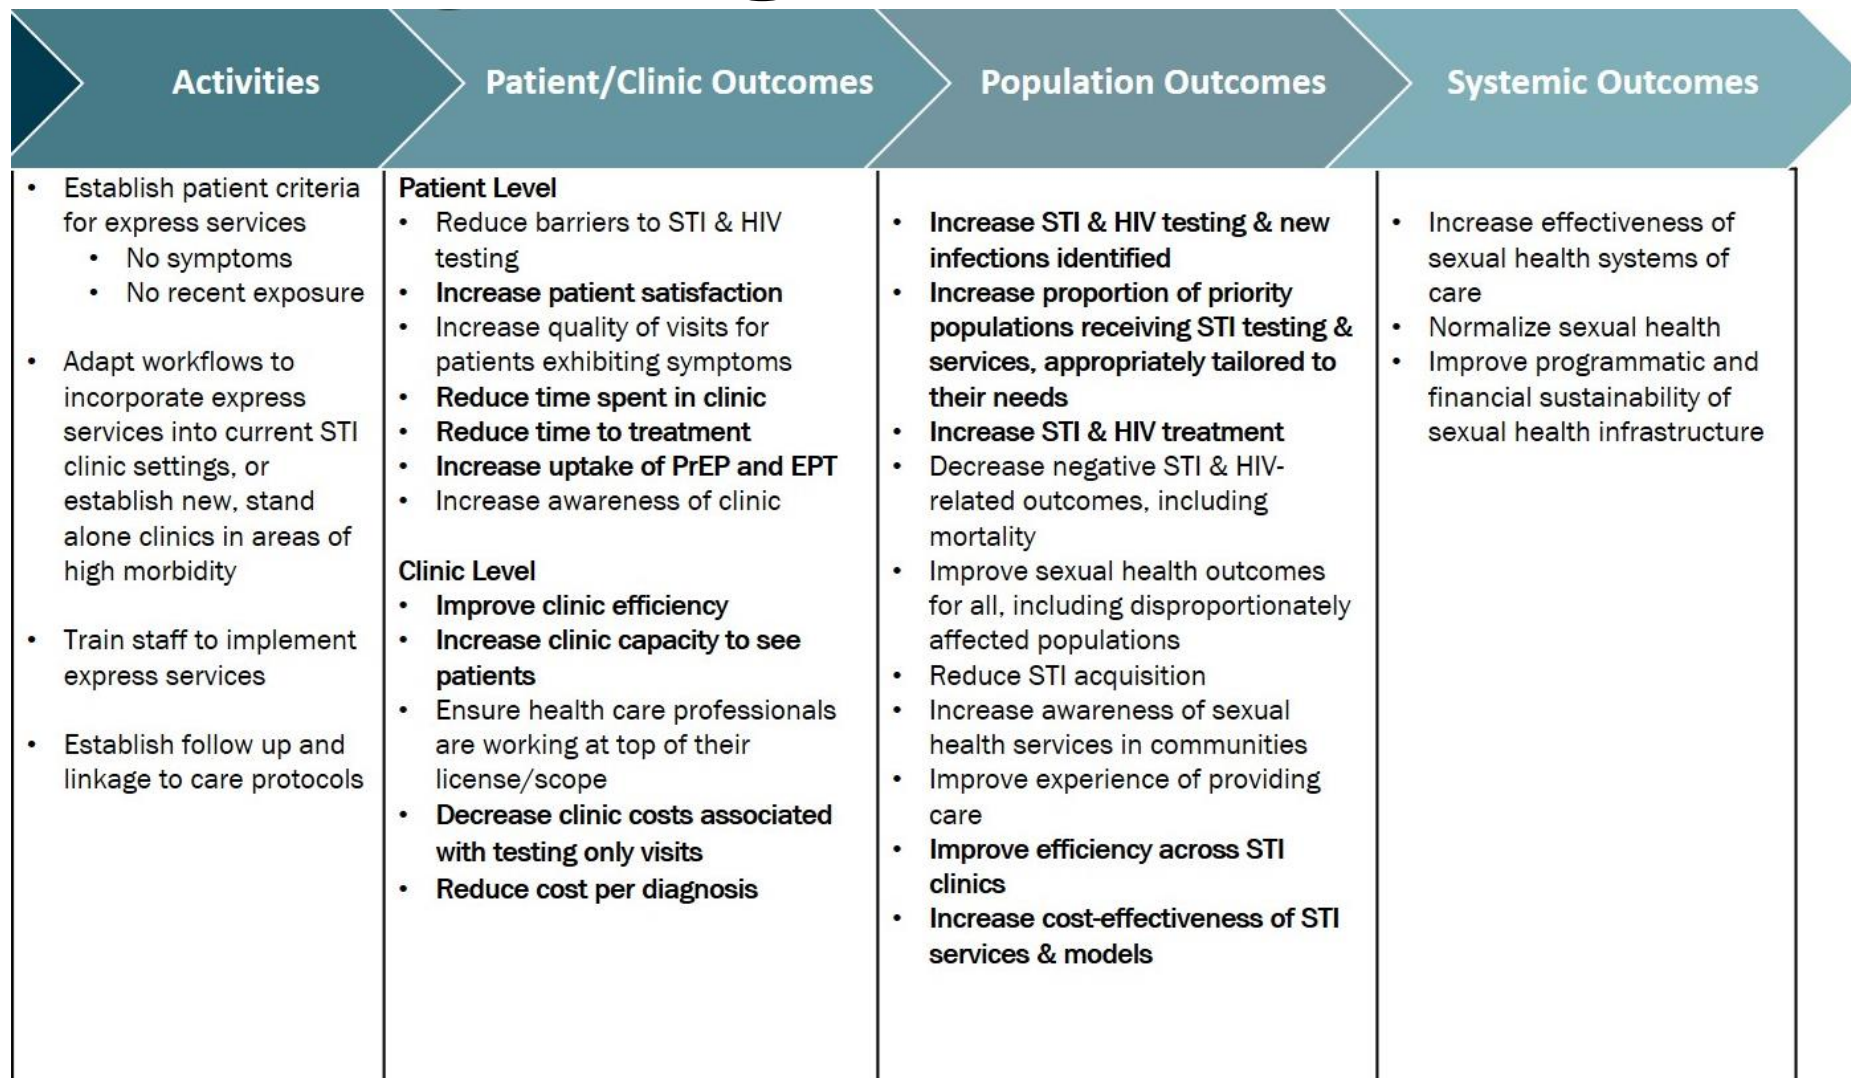 Activities
Patient/Clinic Outcomes
Population Outcomes
Systemic Outcomes
• Establish patient criteria
for express services
• No symptoms
• No recent exposure
• Adapt workflows to
incorporate express
services into current STI
clinic settings, or
establish new, stand
alone clinics in areas of
high morbidity
• Train staff to implement
express services
• Establish follow up and
linkage to care protocols
Patient Level
• Reduce barriers to STI & HIV
testing
• Increase patient satisfaction
• Increase quality of visits for
patients exhibiting symptoms
• Reduce time spent in clinic
• Reduce time to treatment
• Increase uptake of PrEP and EPT
• Increase awareness of clinic
Clinic Level
• Improve clinic efficiency
• Increase clinic capacity to see
patients
• Ensure health care professionals
are working at top of their
license/scope
• Decrease clinic costs associated
with testing only visits
• Reduce cost per diagnosis
• Increase STI & HIV testing & new
infections identified
• Increase proportion of priority
populations receiving STI testing &
services, appropriately tailored to
their needs
• Increase STI & HIV treatment
• Decrease negative STI & HIV-
related outcomes, including
mortality
• Improve sexual health outcomes
for all, including disproportionately
affected populations
• Reduce STI acquisition
• Increase awareness of sexual
health services in communities
• Improve experience of providing
care
• Improve efficiency across STI
clinics
• Increase cost-effectiveness of STI
services & models
• Increase effectiveness of
sexual health systems of
care
• Normalize sexual health
• Improve programmatic and
financial sustainability of
sexual health infrastructure